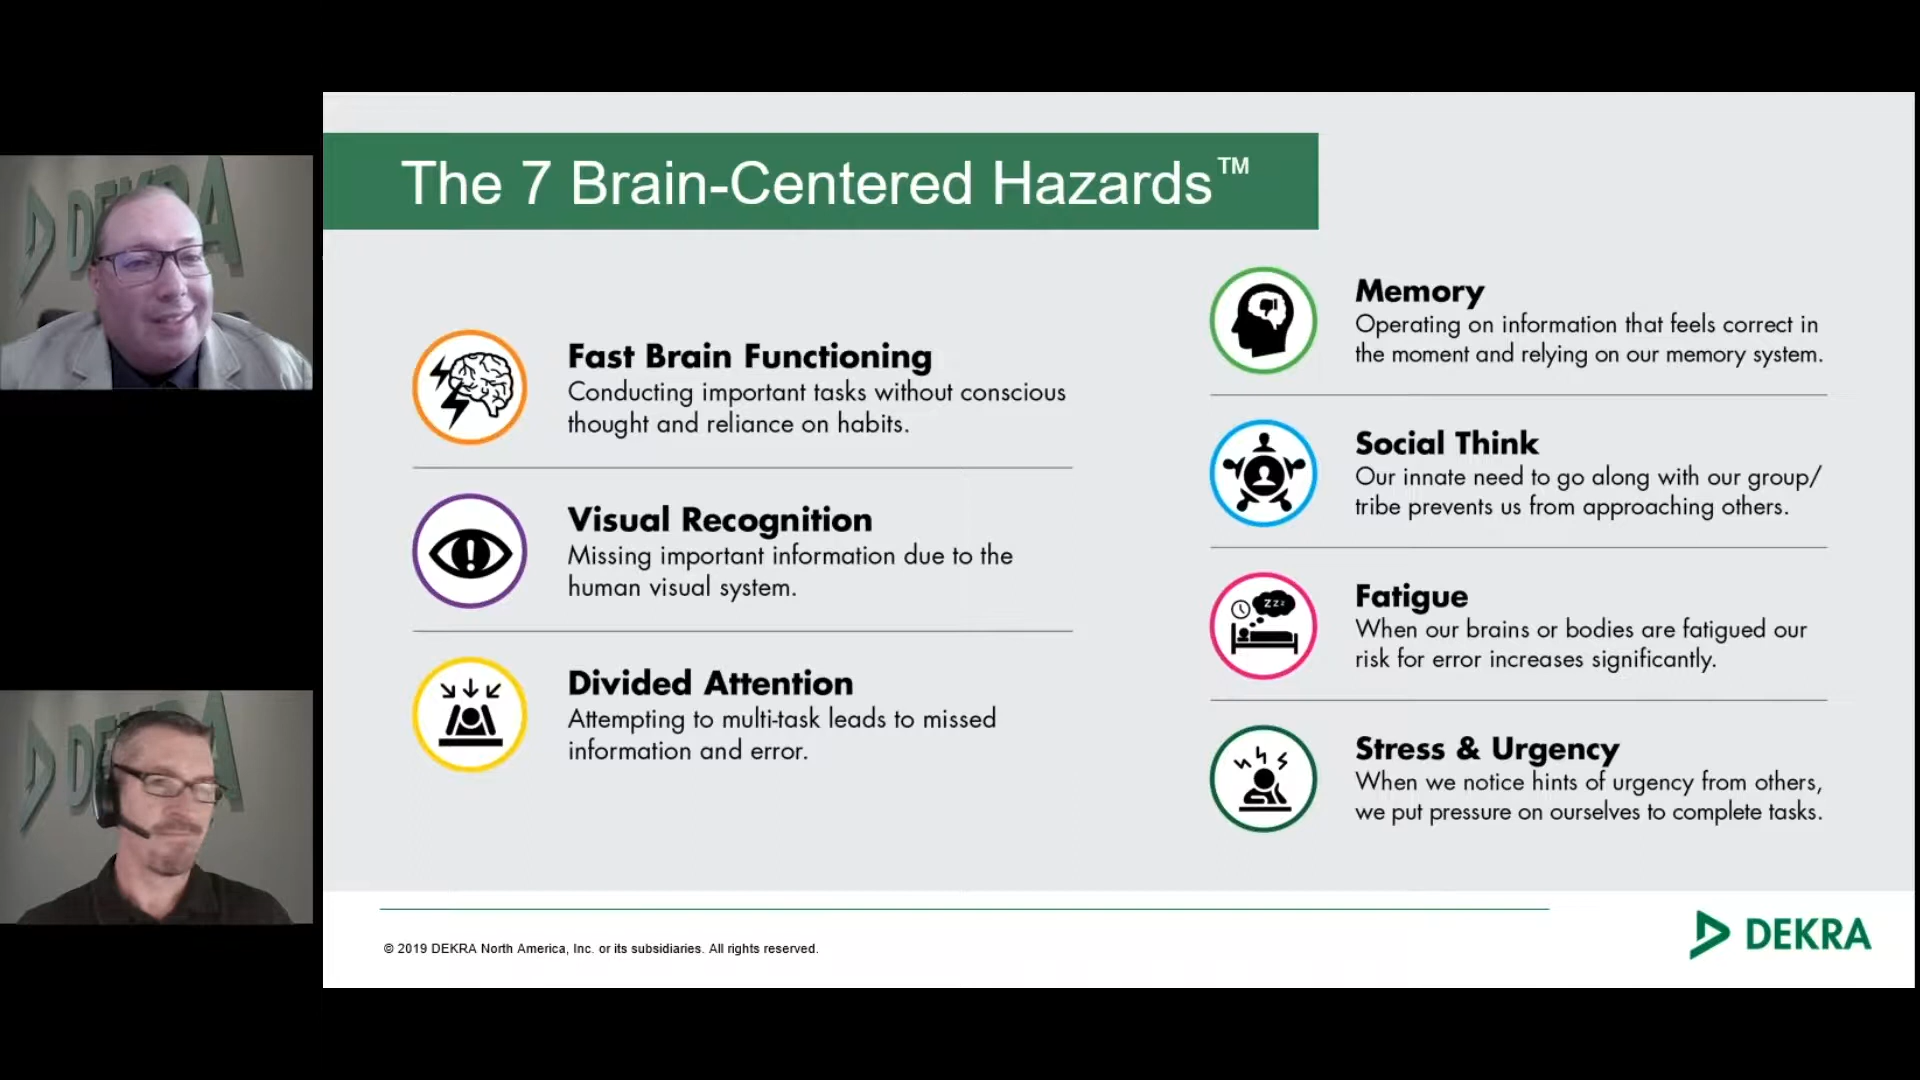 The 7 Brain-Centered Hazards™
Fast Brain Functioning
Conducting important tasks without conscious
thought and reliance on habits.
Visual Recognition
Missing important information due to the
human visual system.
Divided Attention
Attempting to multi-task leads to missed
information and error.
Memory
Operating on information that feels correct in
the moment and relying on our memory system.
Social Think
Our innate need to go along with our group/
tribe prevents us from approaching others.
Fatigue
When our brains or bodies are fatigued our
risk for error increases significantly.
Stress & Urgency
When we notice hints of urgency from others,
we put pressure on ourselves to complete tasks.
© 2019 DEKRA North America, Inc. or its subsidiaries. All rights reserved.
DEKRA
DEKRA
DEKRA
zzz